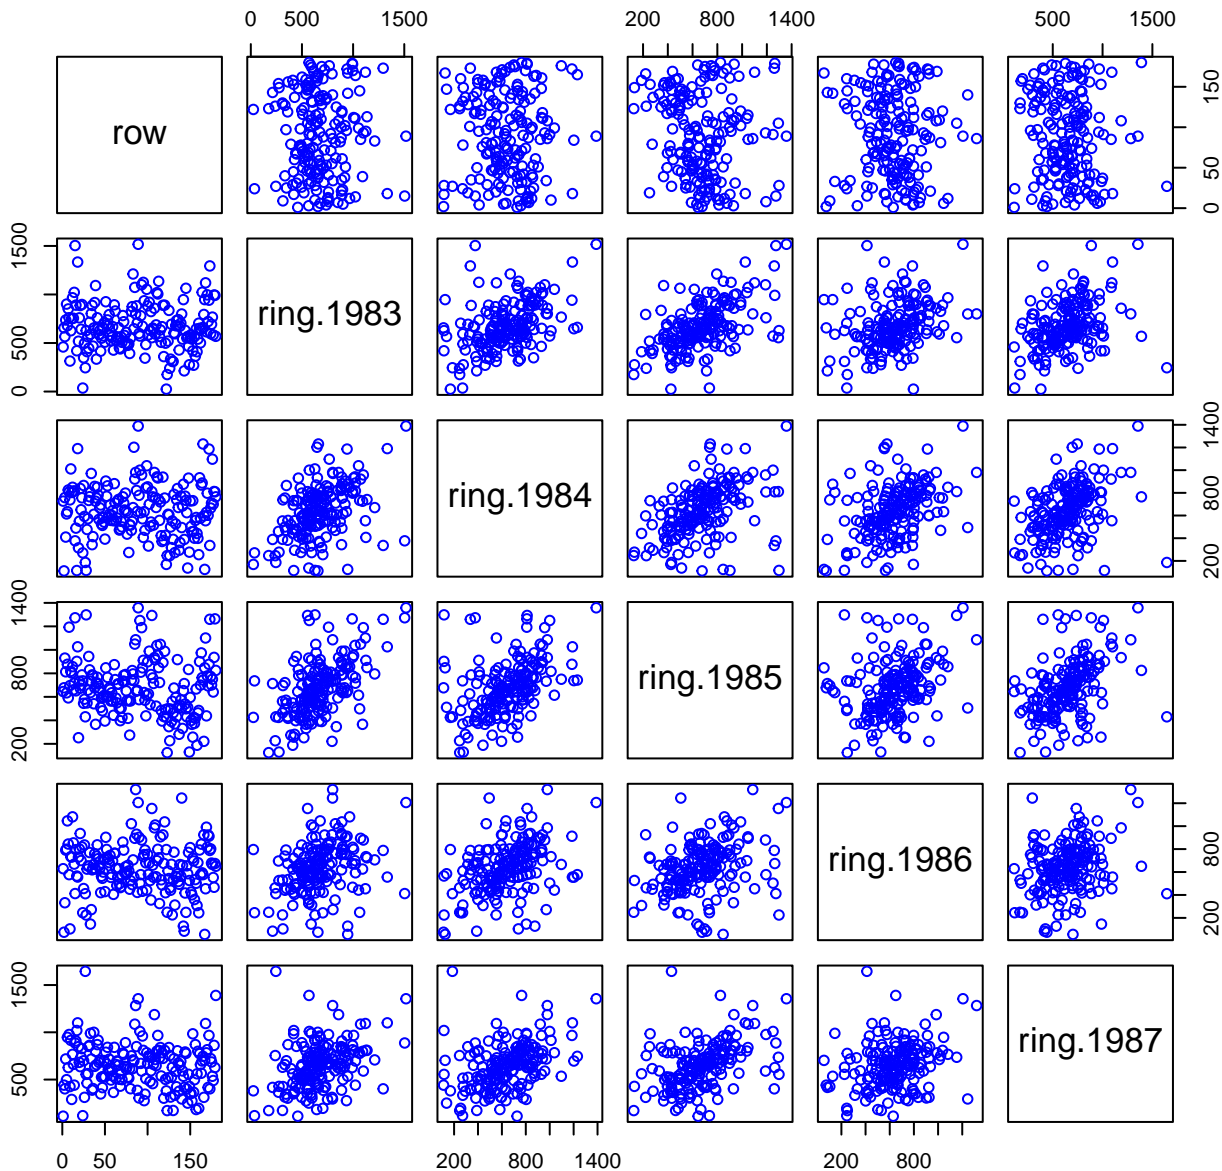 0 500 1500 200 800 1400 500 1500
row 50 150 0
500 1500 0 ring.1983
ring.1984 200 800 1400
200 800 1400 ring.1985
ring.1986 200 800
500 1500 ring.1987
0 50 150 200 800 1400 200 800